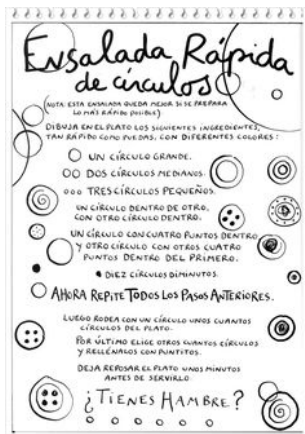 Ensalada Rápida
de círculos
(NOTA: ESTA ENSALADA QUEDA MEJOR SI SE PREPARA
LO MÁS RÁPIDO POSIBLE)
DIBUJA EN EL PLATO LOS SIGUIENTES INGREDIENTES,
TAN RÁPIDO COMO PUEDAS, CON DIFERENTES COLORES:
UN CÍRCULO GRANDE.
DOS CÍRCULOS MEDIANOS.
TRES CÍRCULOS PEQUEÑOS.
UN CÍRCULO DENTRO DE OTRO,
CON OTRO CÍRCULO DENTRO.
UN CÍRCULO CON CUATRO PUNTOS DENTRO
Y OTRO CÍRCULO CON OTROS CUATRO
PUNTOS DENTRO DEL PRIMERO.
DIEZ CÍRCULOS DIMINUTOS.
AHORA REPITE TODOS LOS PASOS ANTERIORES.
LUEGO RODEA CON UN CÍRCULO UNOS CUANTOS
CÍRCULOS DEL PLATO.
POR ÚLTIMO ELIGE OTROS CUANTOS CÍRCULOS
Y RELLÉNALOS CON PUNTITOS.
DEJA REPOSAR EL PLATO UNOS MINUTOS
ANTES DE SERVIRLO.
¿TIENES HAMBRE?